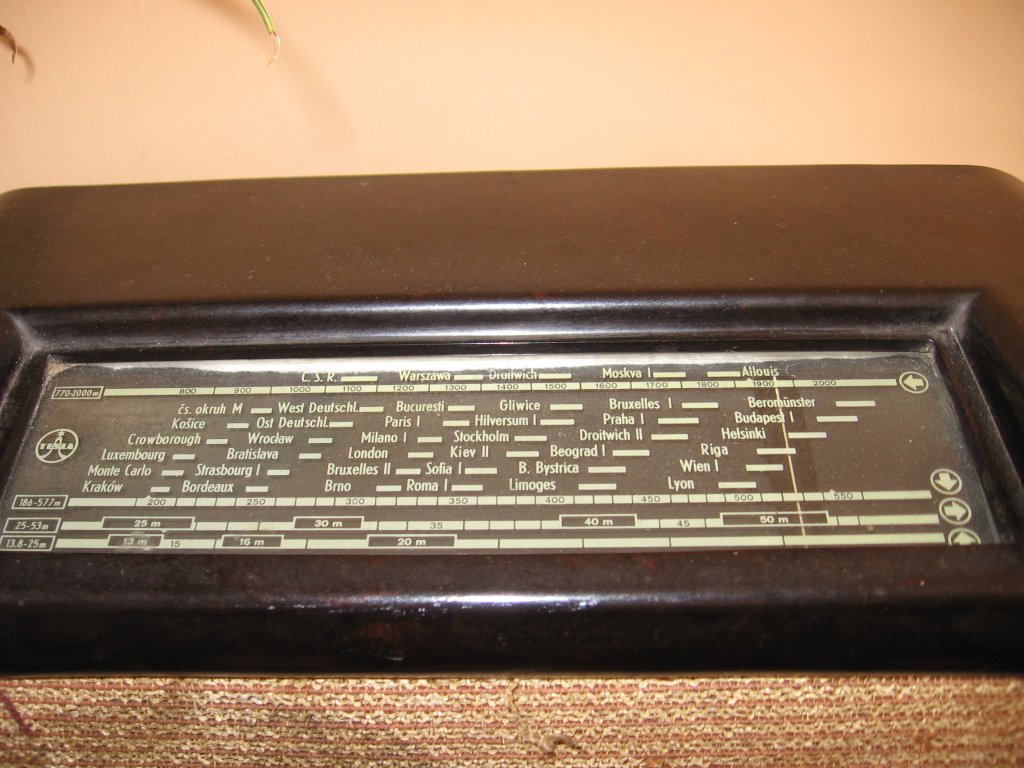 Č.S.R. Warszawa Droitwich Moskva I Allouis
770-2000m 800 900 1000 1100 1200 1300 1400 1500 1600 1700 1800 1900 2000
čs. okruh M West Deutschl. Bucuresti Gliwice Bruxelles I Beromünster
Košice Ost Deutschl. Paris I Hilversum I Praha I Budapest I
Crowborough Wrocław Milano I Stockholm Droitwich II Helsinki
TESLA
Luxembourg Bratislava London Kiev II Beograd I Riga
Monte Carlo Strasbourg I Bruxelles II Sofia I B. Bystrica Wien I
Kraków Bordeaux Brno Roma I Limoges Lyon
186-577m 200 250 300 350 400 450 500 550
25-53m 25 m 30 m 35 40 m 45 50 m
13.8-25m 13 m 15 16 m 20 m